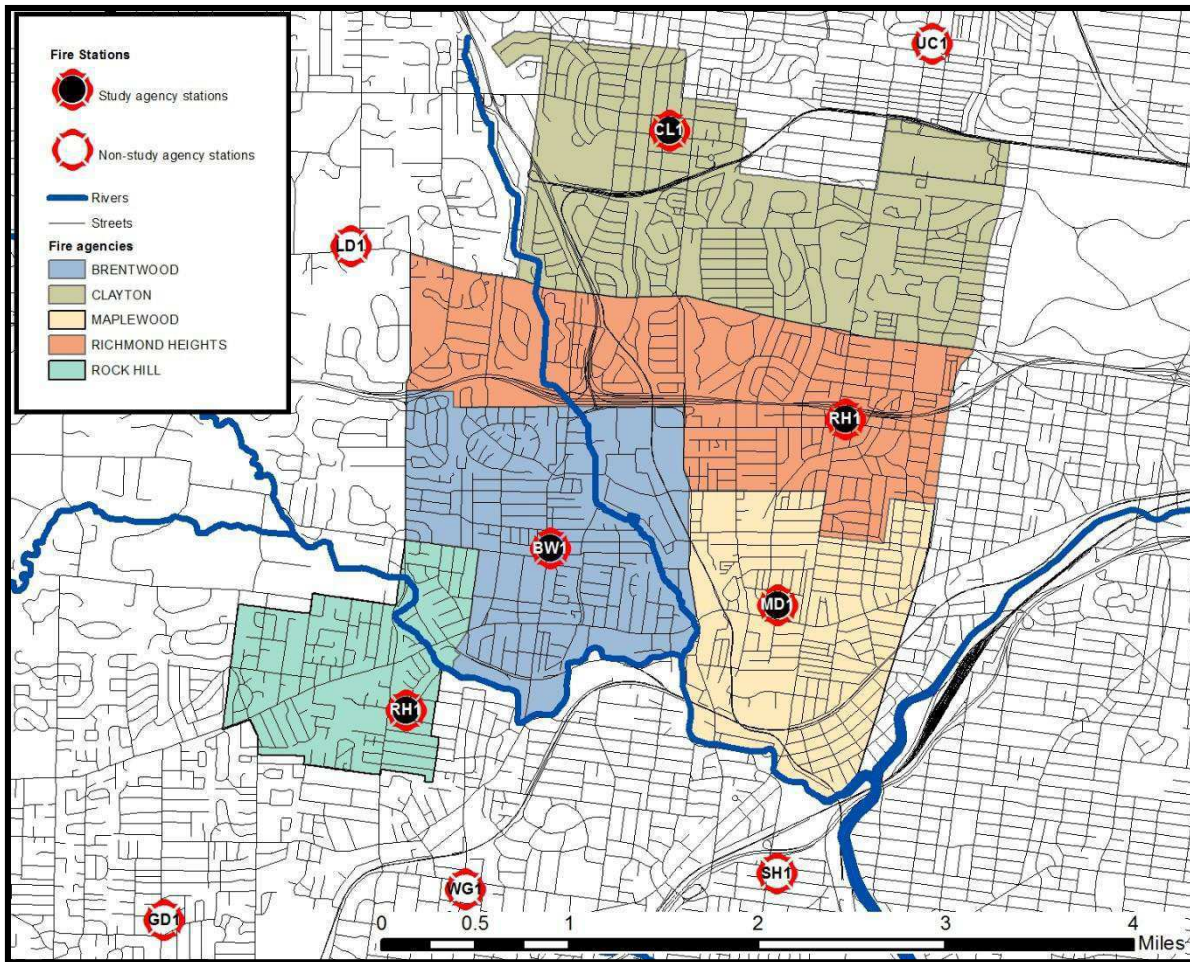 Fire Stations
Study agency stations
Non-study agency stations
Rivers
Streets
Fire agencies
BRENTWOOD
CLAYTON
MAPLEWOOD
RICHMOND HEIGHTS
ROCK HILL
UC1
CL1
LD1
RH1
BW1
MD1
RH1
SH1
WG1
GD1
0 0.5 1 2 3 4
Miles